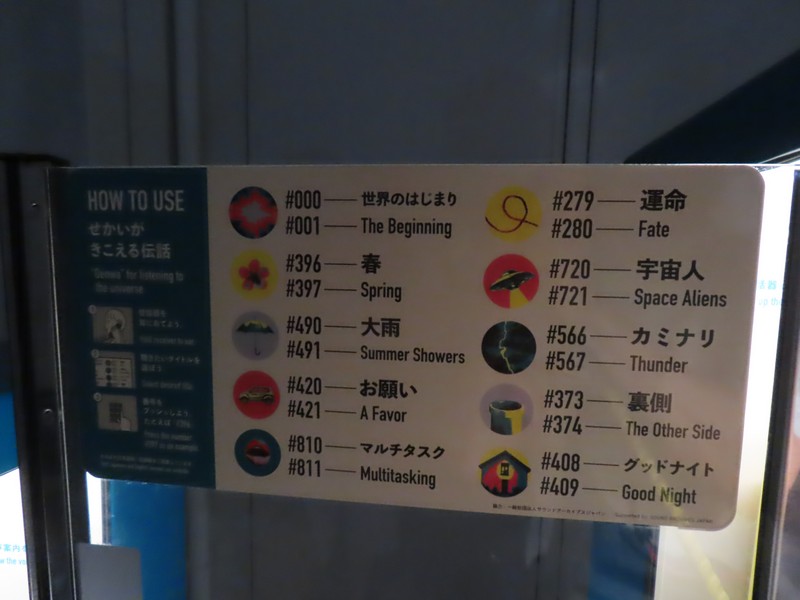 HOW TO USE
せかいが
きこえる伝話
"Denwa" for listening to
the universe
#000 世界のはじまり
#001 The Beginning
#396 春
#397 Spring
#490 大雨
#491 Summer Showers
#420 お願い
#421 A Favor
#810 マルチタスク
#811 Multitasking
#279 運命
#280 Fate
#720 宇宙人
#721 Space Aliens
#566 カミナリ
#567 Thunder
#373 裏側
#374 The Other Side
#408 グッドナイト
#409 Good Night